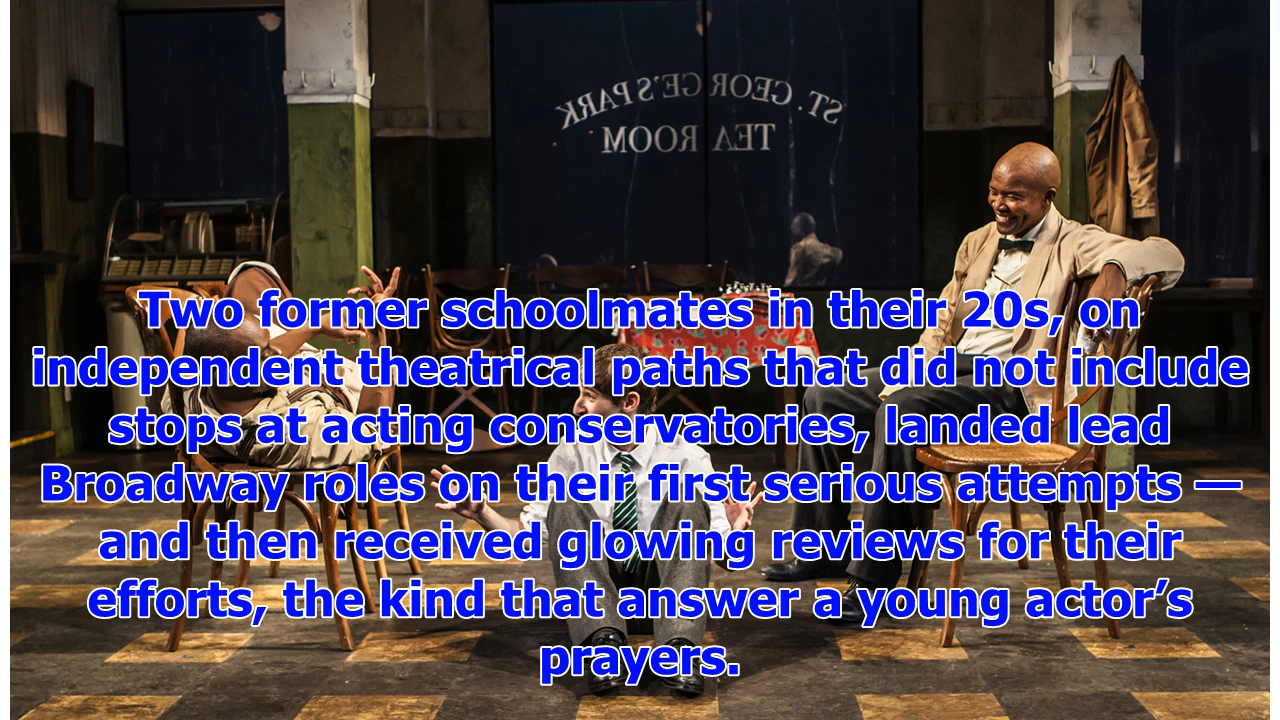 ST. GEORGE'S PARK
TEA ROOM
Two former schoolmates in their 20s, on
independent theatrical paths that did not include
stops at acting conservatories, landed lead
Broadway roles on their first serious attempts —
and then received glowing reviews for their
efforts, the kind that answer a young actor’s
prayers.